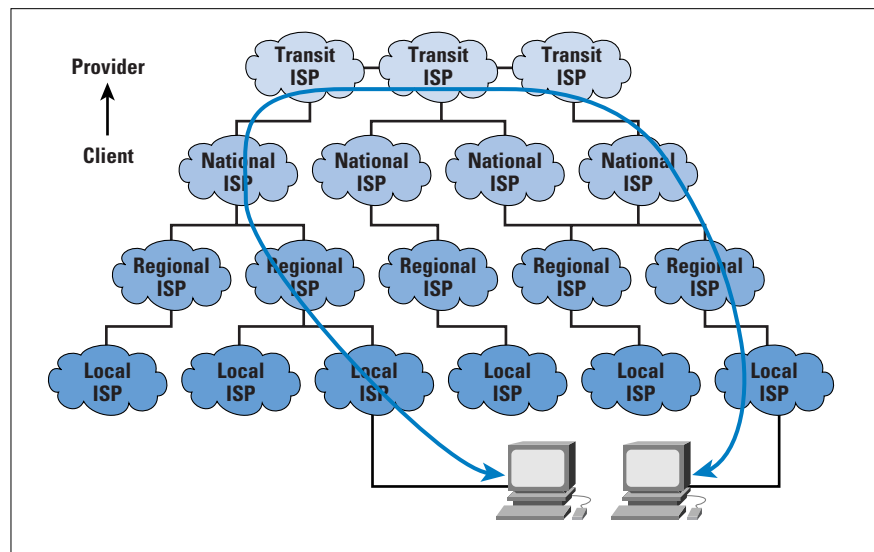 Transit
ISP
Transit
ISP
Transit
ISP
Provider
Client
National
ISP
National
ISP
National
ISP
National
ISP
Regional
ISP
Regional
ISP
Regional
ISP
Regional
ISP
Regional
ISP
Local
ISP
Local
ISP
Local
ISP
Local
ISP
Local
ISP
Local
ISP